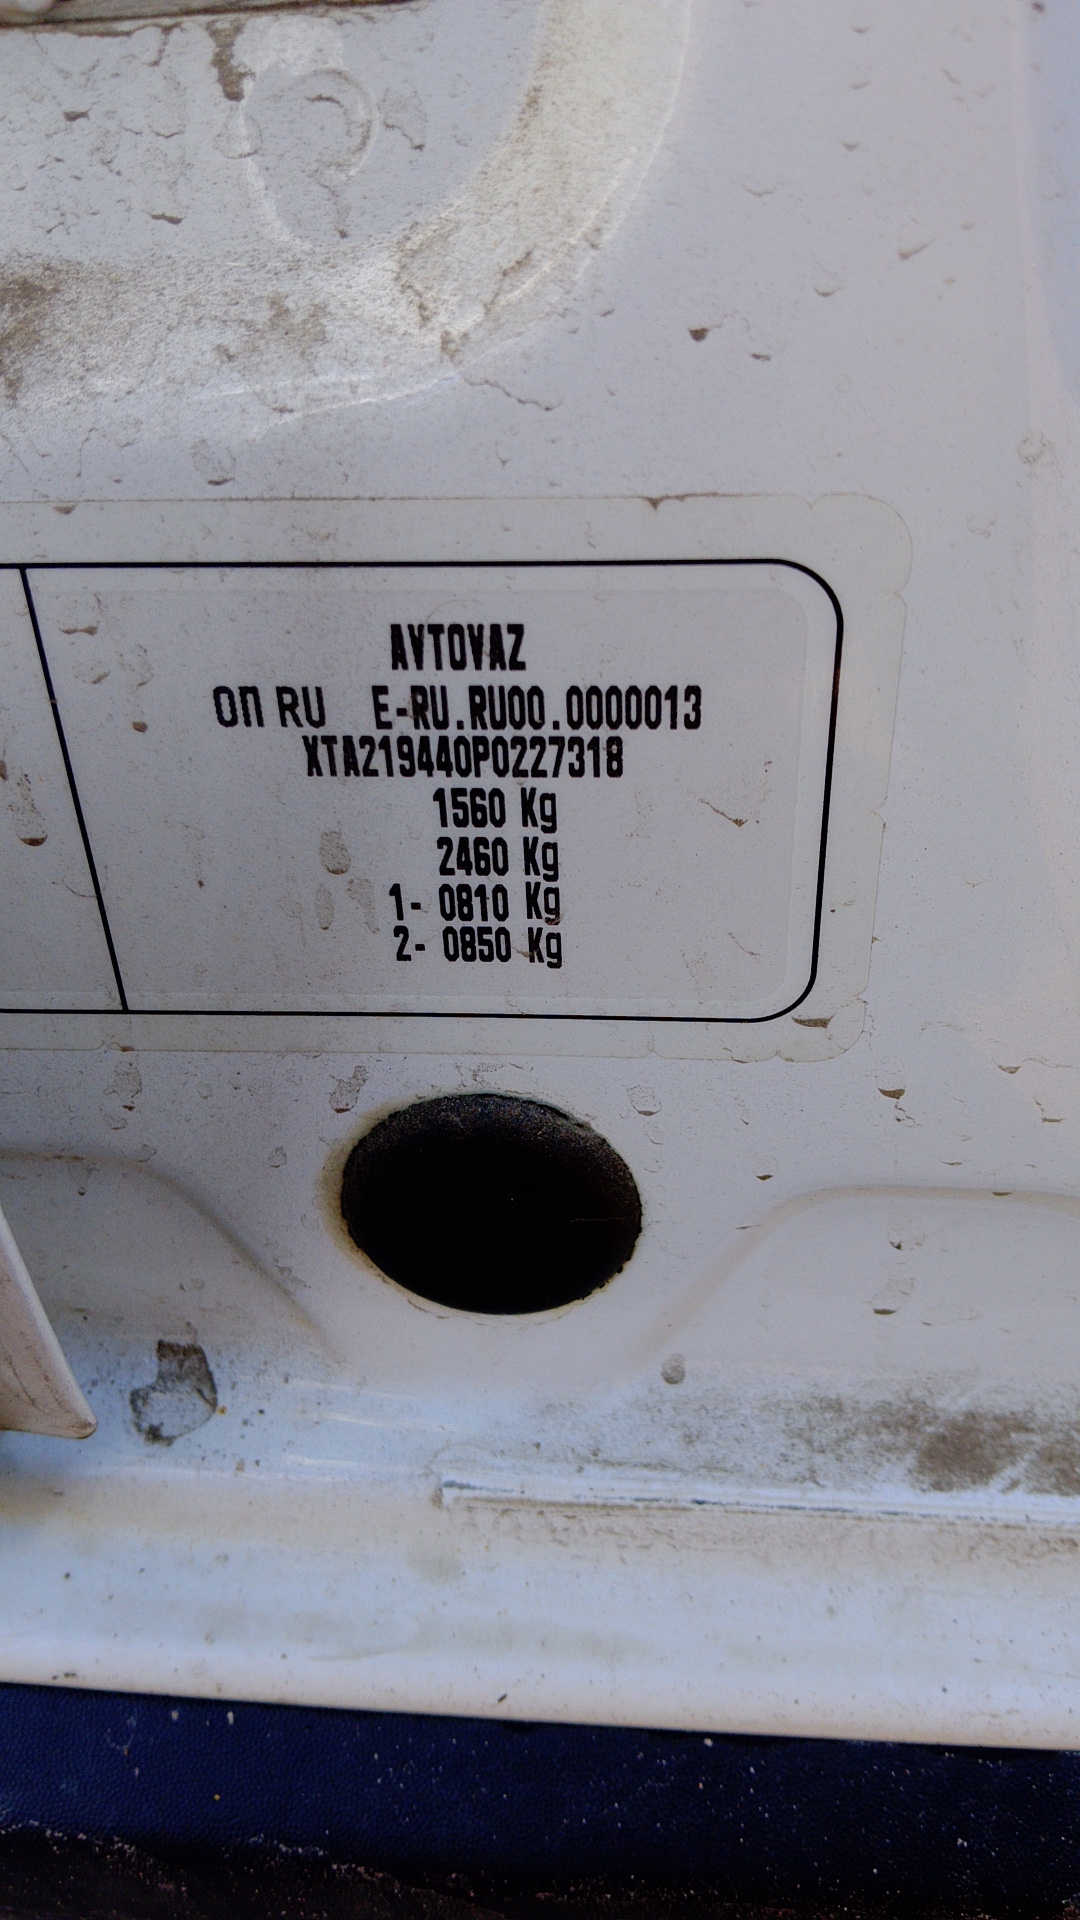 AVTOVAZ
ОП RU E-RU.RU00.0000013
XTA219440P0227318
1560 Kg
2460 Kg
1- 0810 Kg
2- 0850 Kg